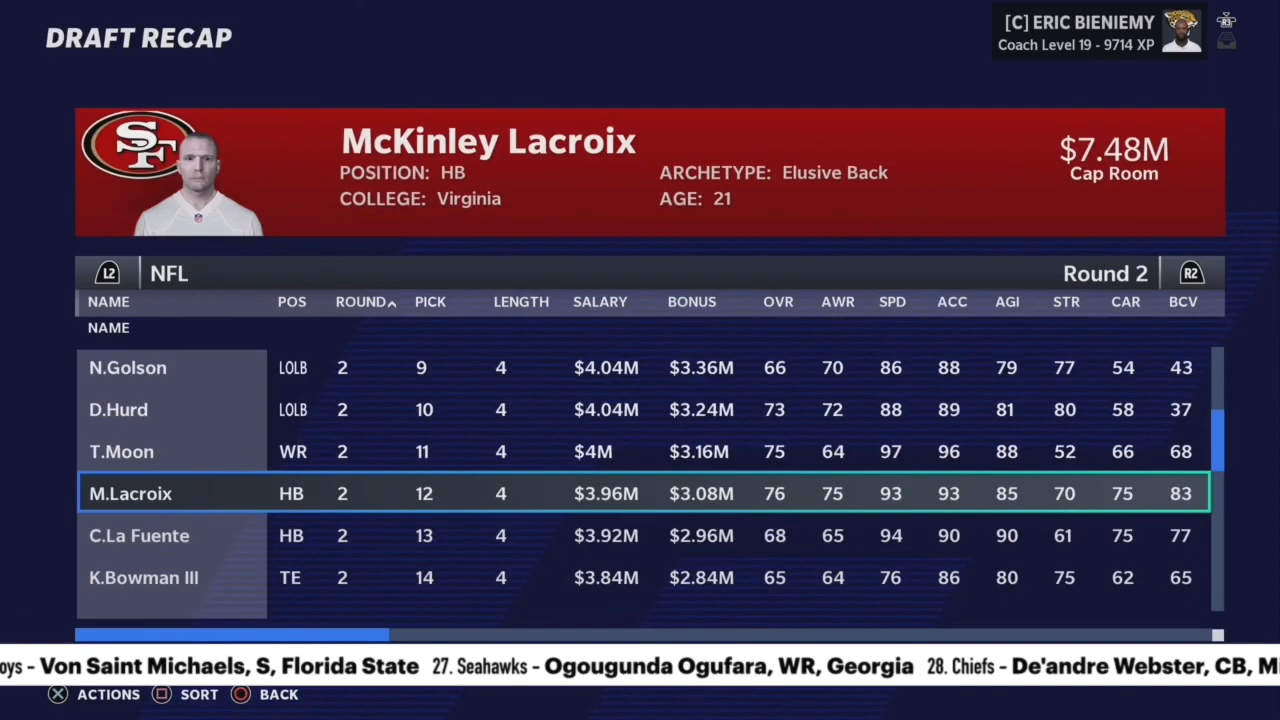 DRAFT RECAP
[C] ERIC BIENIEMY
Coach Level 19 - 9714 XP
R3
SF
McKinley Lacroix
POSITION: HB
ARCHETYPE: Elusive Back
COLLEGE: Virginia
AGE: 21
$7.48M
Cap Room
L2 NFL Round 2 R2
NAME POS ROUND PICK LENGTH SALARY BONUS OVR AWR SPD ACC AGI STR CAR BCV
NAME
N.Golson LOLB 2 9 4 $4.04M $3.36M 66 70 86 88 79 77 54 43
D.Hurd LOLB 2 10 4 $4.04M $3.24M 73 72 88 89 81 80 58 37
T.Moon WR 2 11 4 $4M $3.16M 75 64 97 96 88 52 66 68
M.Lacroix HB 2 12 4 $3.96M $3.08M 76 75 93 93 85 70 75 83
C.La Fuente HB 2 13 4 $3.92M $2.96M 68 65 94 90 90 61 75 77
K.Bowman III TE 2 14 4 $3.84M $2.84M 65 64 76 86 80 75 62 65
oys - Von Saint Michaels, S, Florida State 27. Seahawks - Ogougunda Ogufara, WR, Georgia 28. Chiefs - De'andre Webster, CB, Mi
ACTIONS SORT BACK